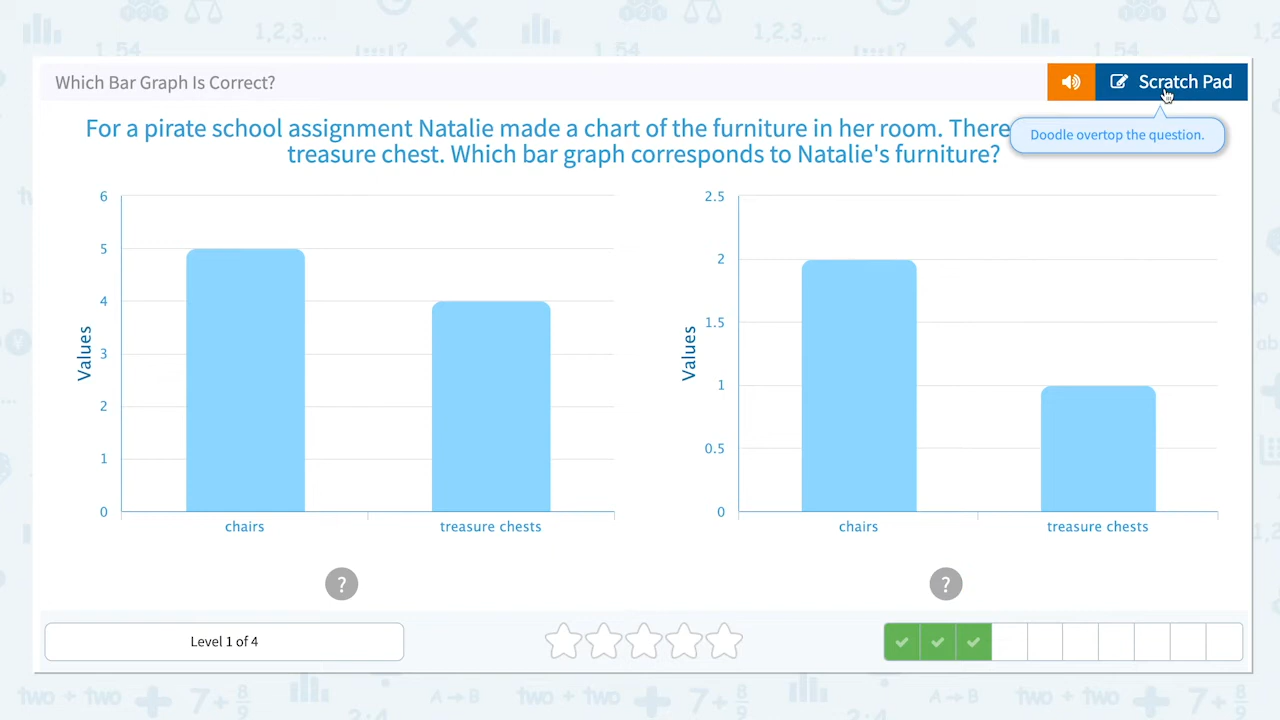 Which Bar Graph Is Correct?
Scratch Pad
Doodle overtop the question.
For a pirate school assignment Natalie made a chart of the furniture in her room. There
treasure chest. Which bar graph corresponds to Natalie's furniture?
6
5
4
3
2
1
0
Values
chairs
treasure chests
2.5
2
1.5
1
0.5
0
Values
chairs
treasure chests
?
?
Level 1 of 4